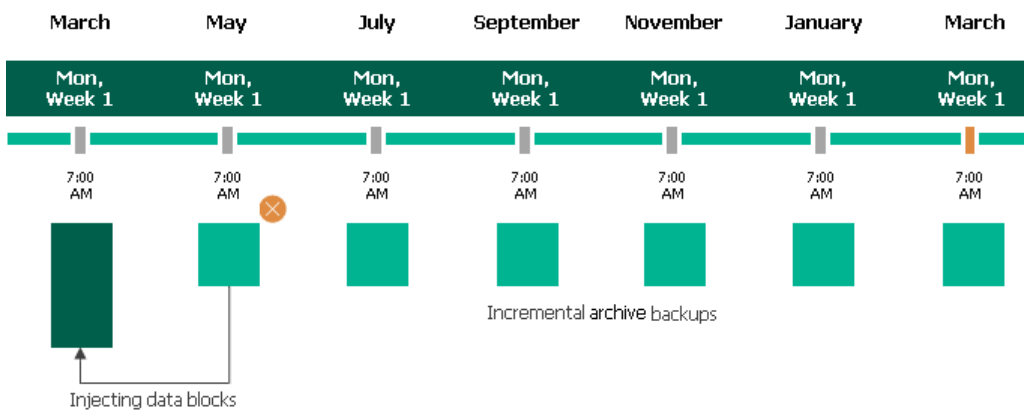 March May July September November January March
Mon, Mon, Mon, Mon, Mon, Mon, Mon,
Week 1 Week 1 Week 1 Week 1 Week 1 Week 1 Week 1
7:00 7:00 7:00 7:00 7:00 7:00 7:00
AM AM AM AM AM AM AM
Incremental archive backups
Injecting data blocks